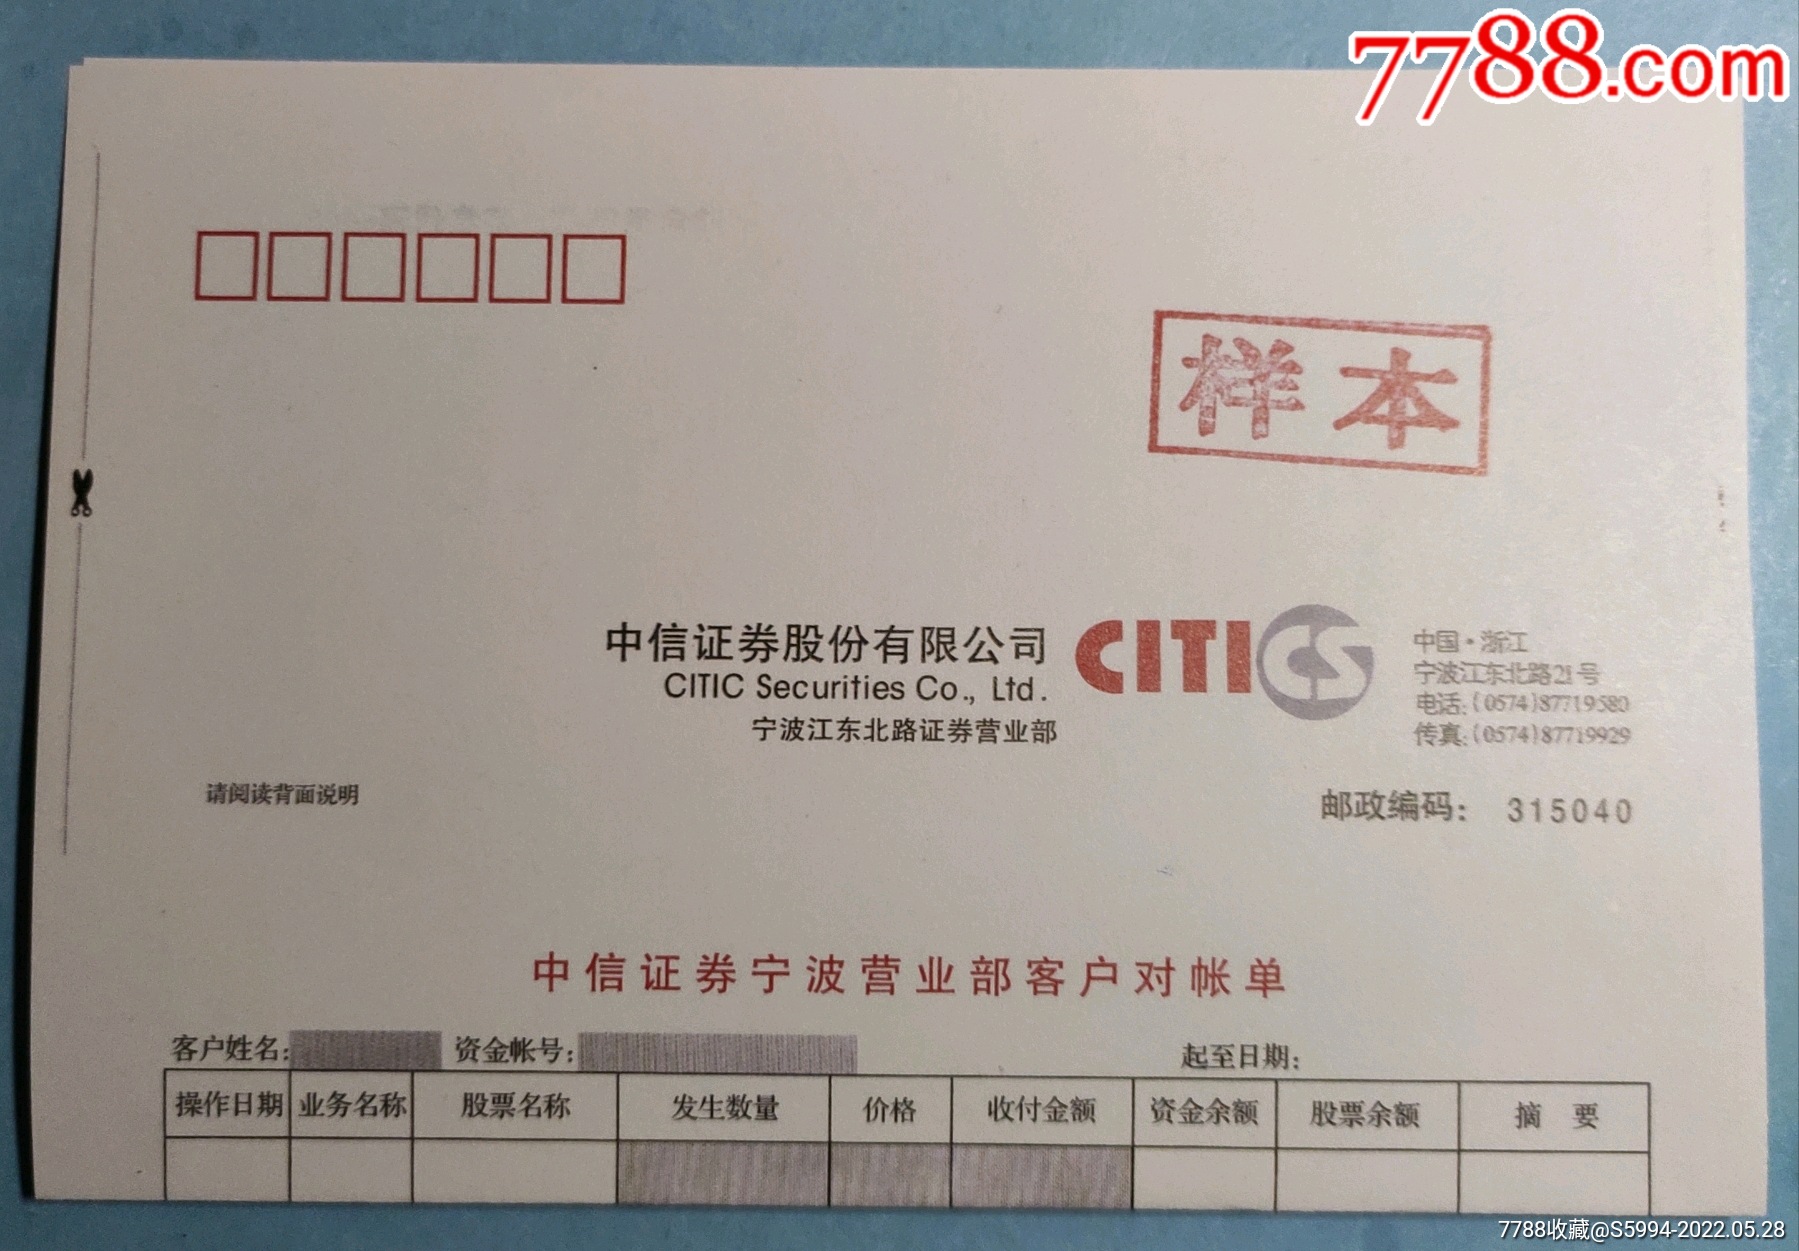 7788.com
样本
中信证券股份有限公司
CITIC Securities Co., Ltd.
宁波江东北路证券营业部
CITICS
中国·浙江
宁波江东北路21号
电话:(0574)87719580
传真:(0574)87719929
请阅读背面说明
邮政编码: 315040
中信证券宁波营业部客户对帐单
客户姓名: 资金帐号: 起至日期:
操作日期 业务名称 股票名称 发生数量 价格 收付金额 资金余额 股票余额 摘 要
7788收藏@S5994-2022.05.28